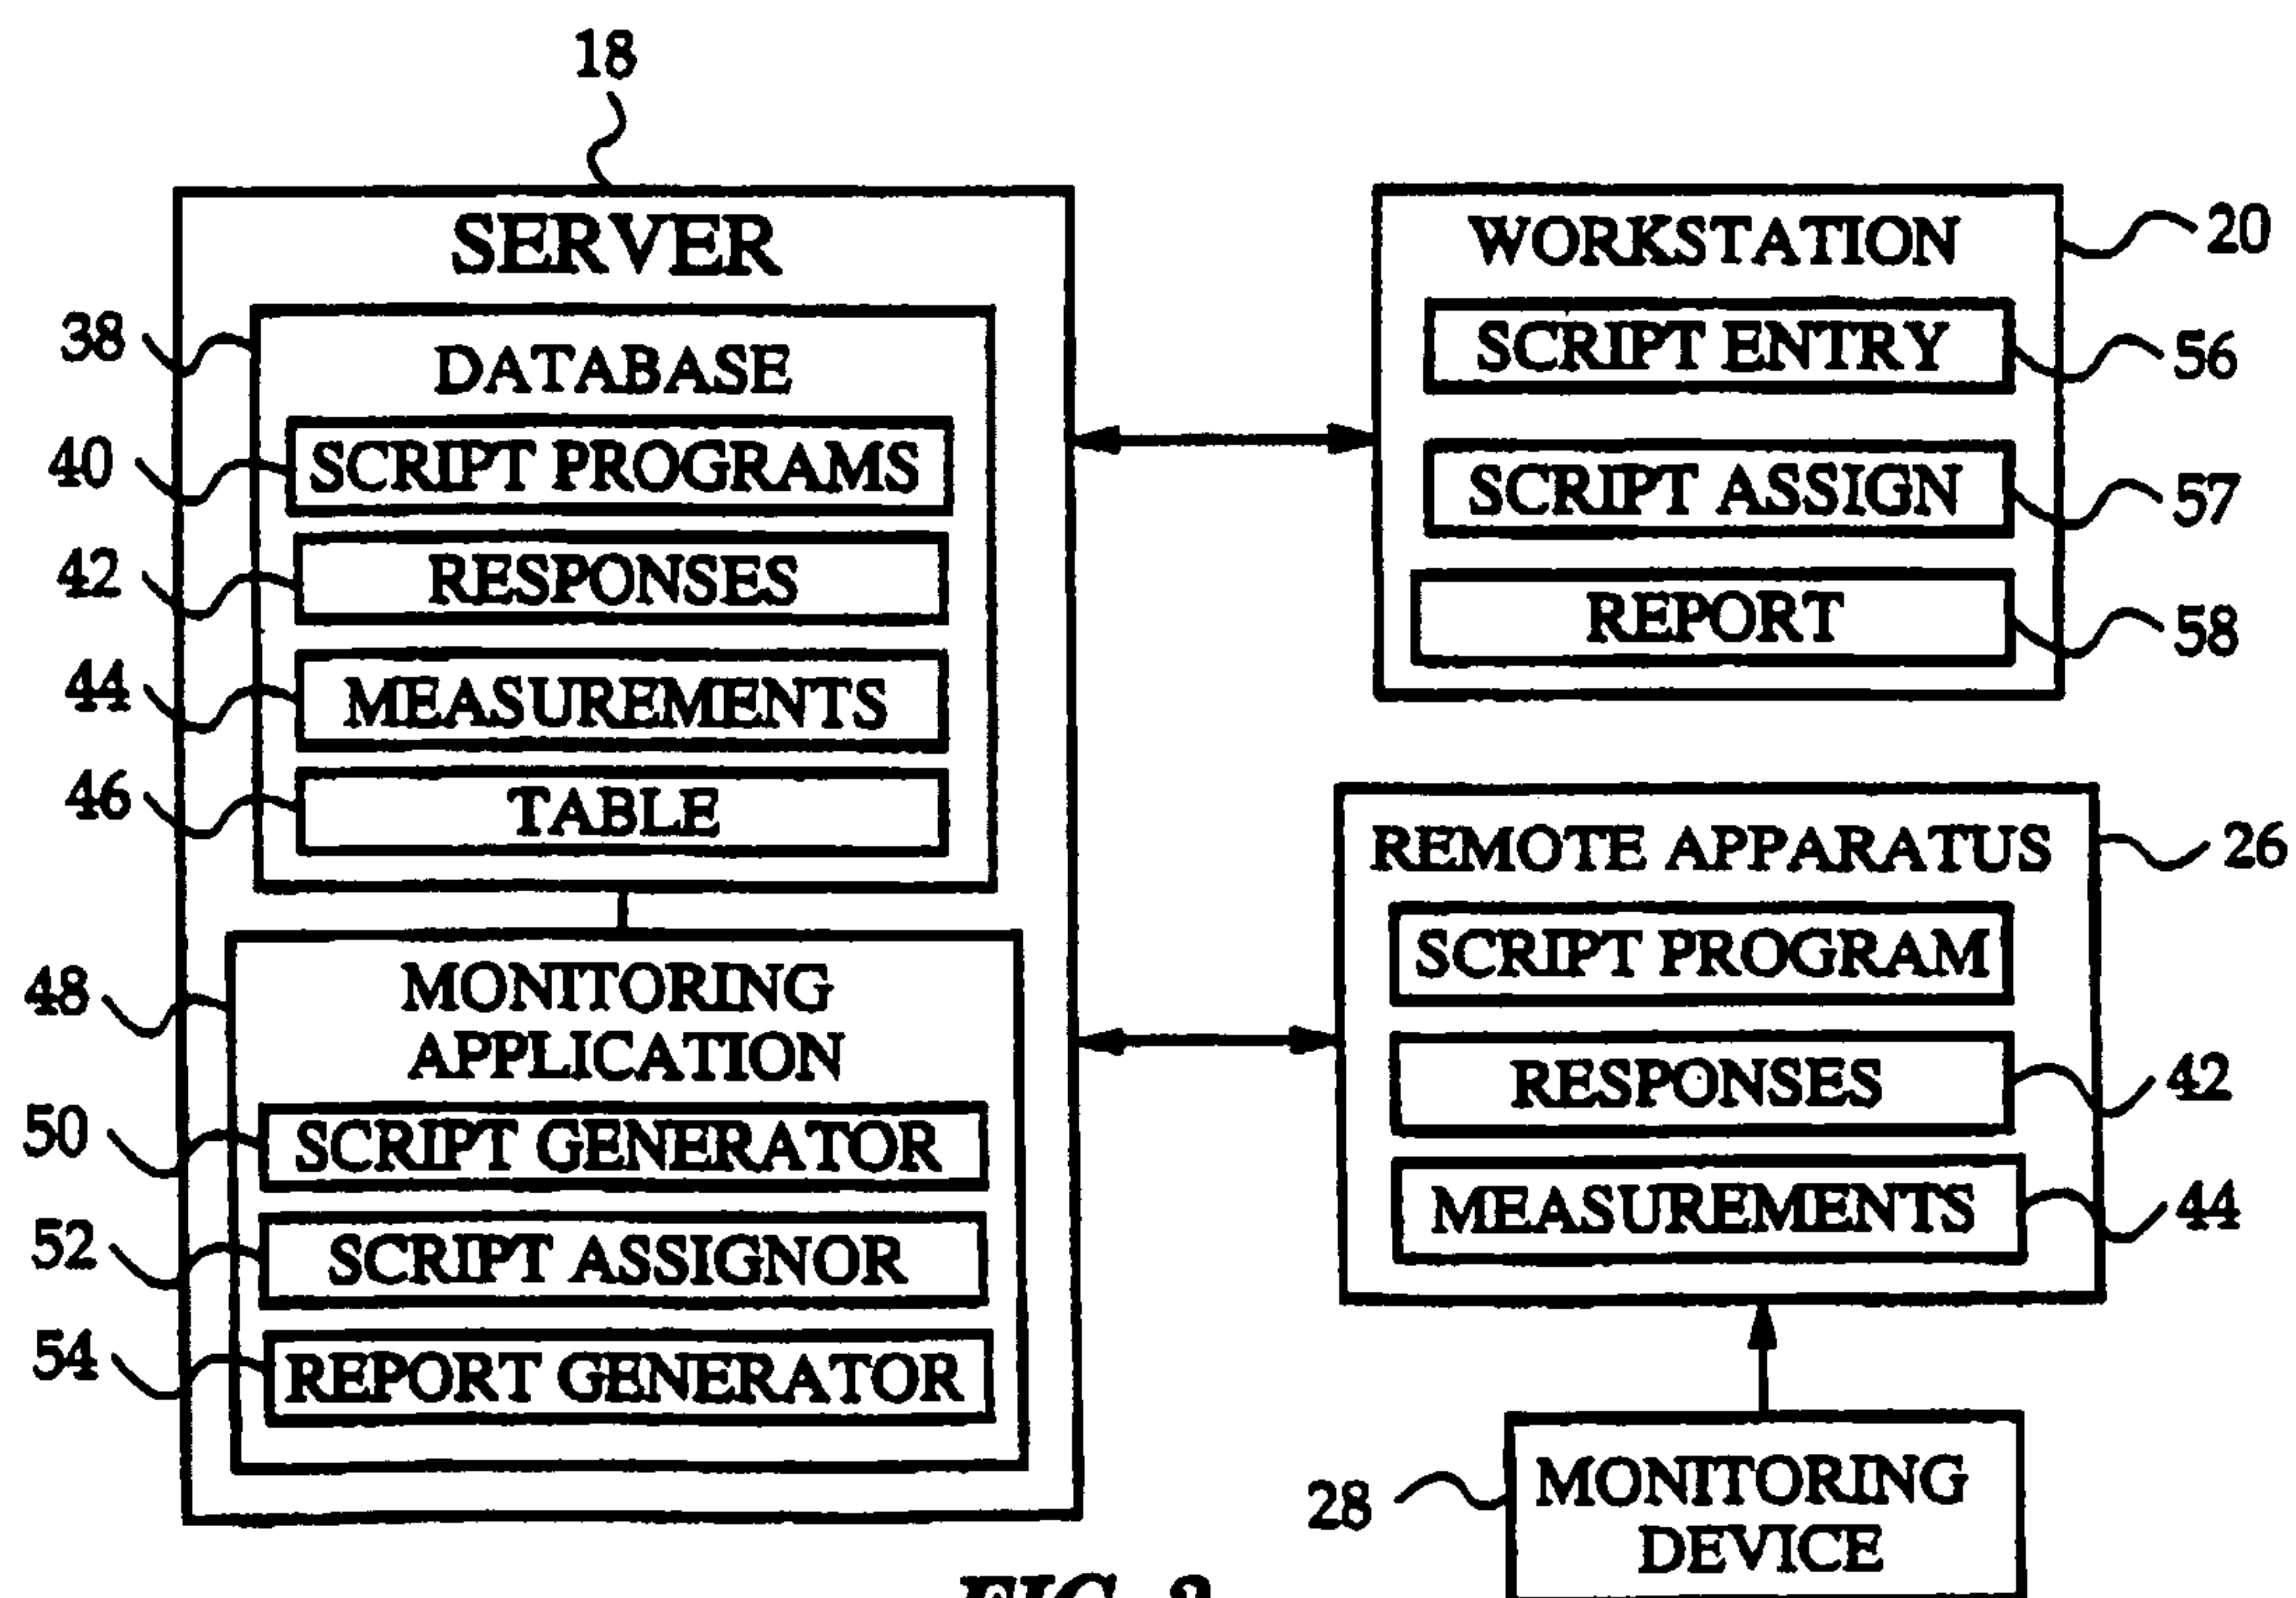 18
SERVER
38
DATABASE
40
SCRIPT PROGRAMS
42
RESPONSES
44
MEASUREMENTS
46
TABLE
48
MONITORING
APPLICATION
50
SCRIPT GENERATOR
52
SCRIPT ASSIGNOR
54
REPORT GENERATOR
WORKSTATION
20
SCRIPT ENTRY
56
SCRIPT ASSIGN
57
REPORT
58
REMOTE APPARATUS
26
SCRIPT PROGRAM
RESPONSES
42
MEASUREMENTS
44
28
MONITORING
DEVICE